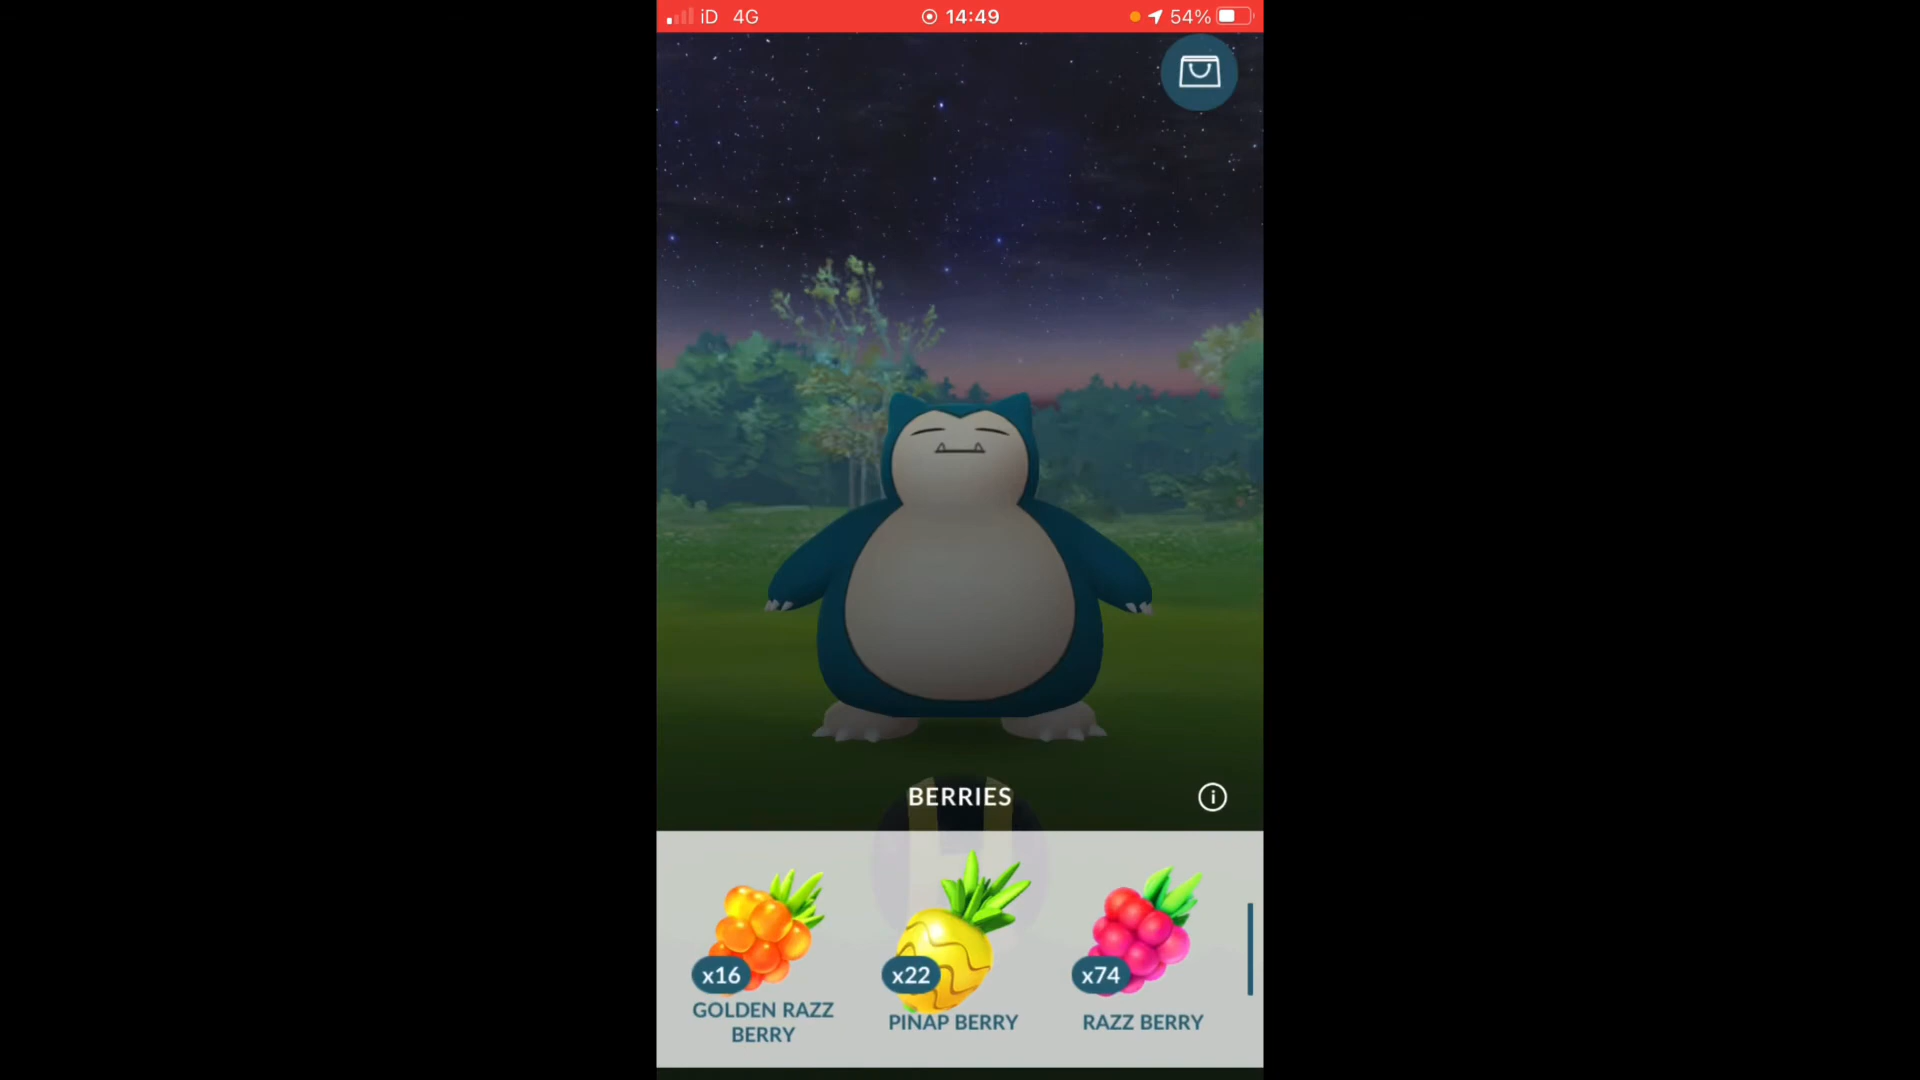 iD 4G 14:49 54%
BERRIES
x16 x22 x74
GOLDEN RAZZ BERRY
PINAP BERRY
RAZZ BERRY